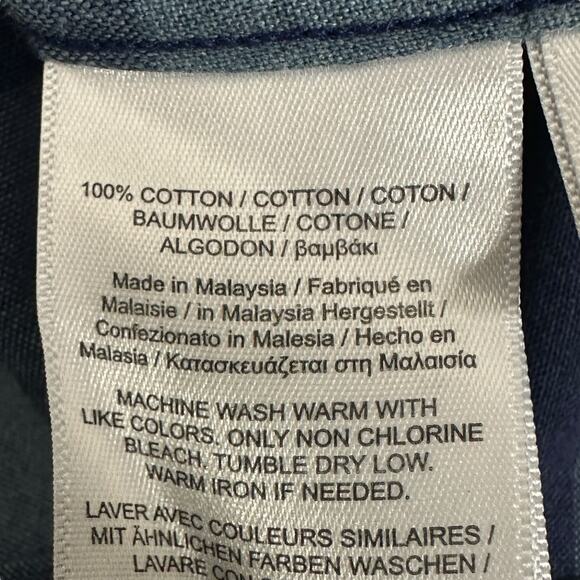 100% COTTON / COTTON / COTON /
BAUMWOLLE / COTONE /
ALGODON / βαμβάκι
Made in Malaysia / Fabriqué en
Malaisie / in Malaysia Hergestellt /
Confezionato in Malesia / Hecho en
Malasia / Κατασκευάζεται στη Μαλαισία
MACHINE WASH WARM WITH
LIKE COLORS. ONLY NON CHLORINE
BLEACH. TUMBLE DRY LOW.
WARM IRON IF NEEDED.
LAVER AVEC COULEURS SIMILAIRES /
MIT ÄHNLICHEN FARBEN WASCHEN /
LAVARE CON